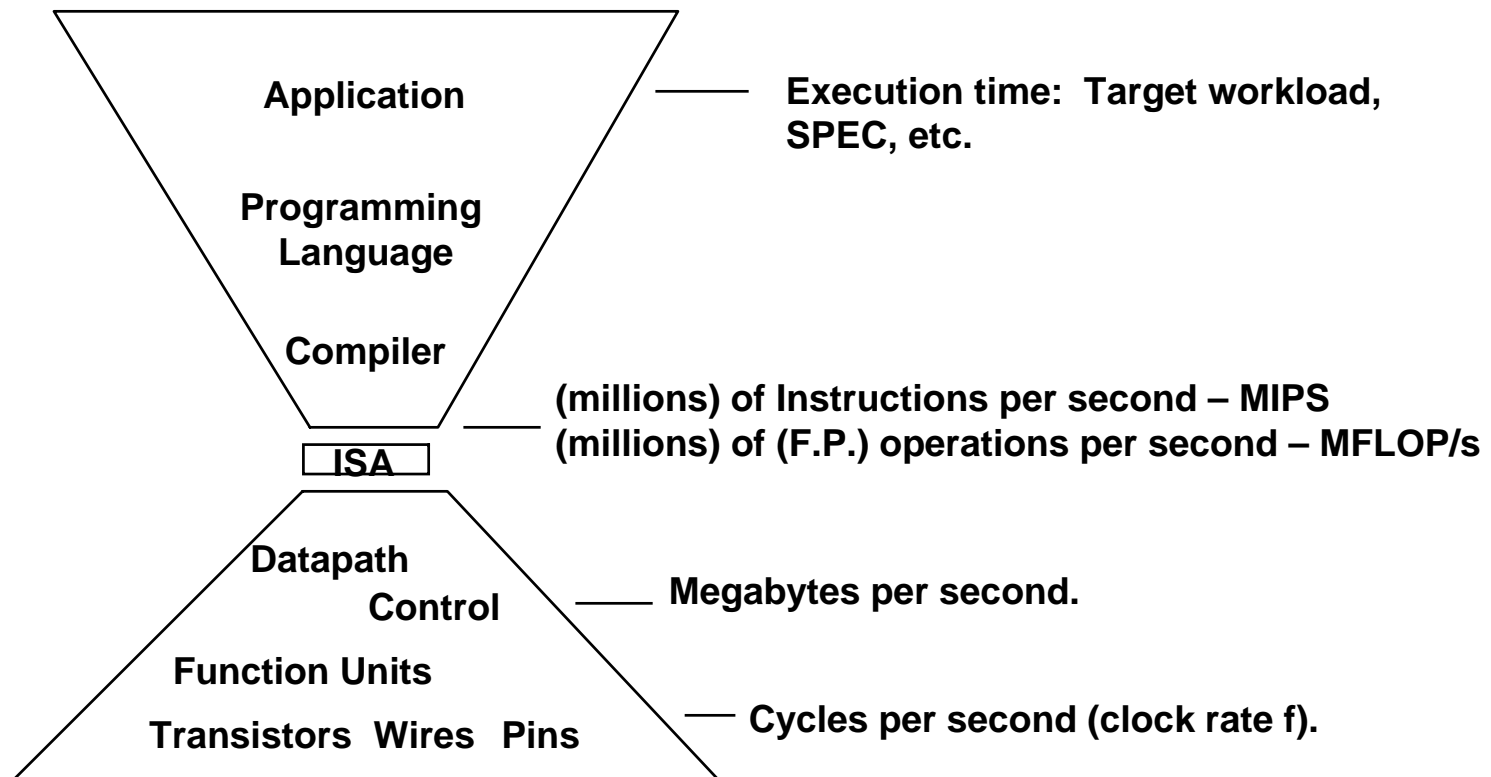 Application
Execution time: Target workload,
SPEC, etc.
Programming
Language
Compiler
(millions) of Instructions per second – MIPS
(millions) of (F.P.) operations per second – MFLOP/s
ISA
Datapath
Control
Megabytes per second.
Function Units
Transistors Wires Pins
Cycles per second (clock rate f).